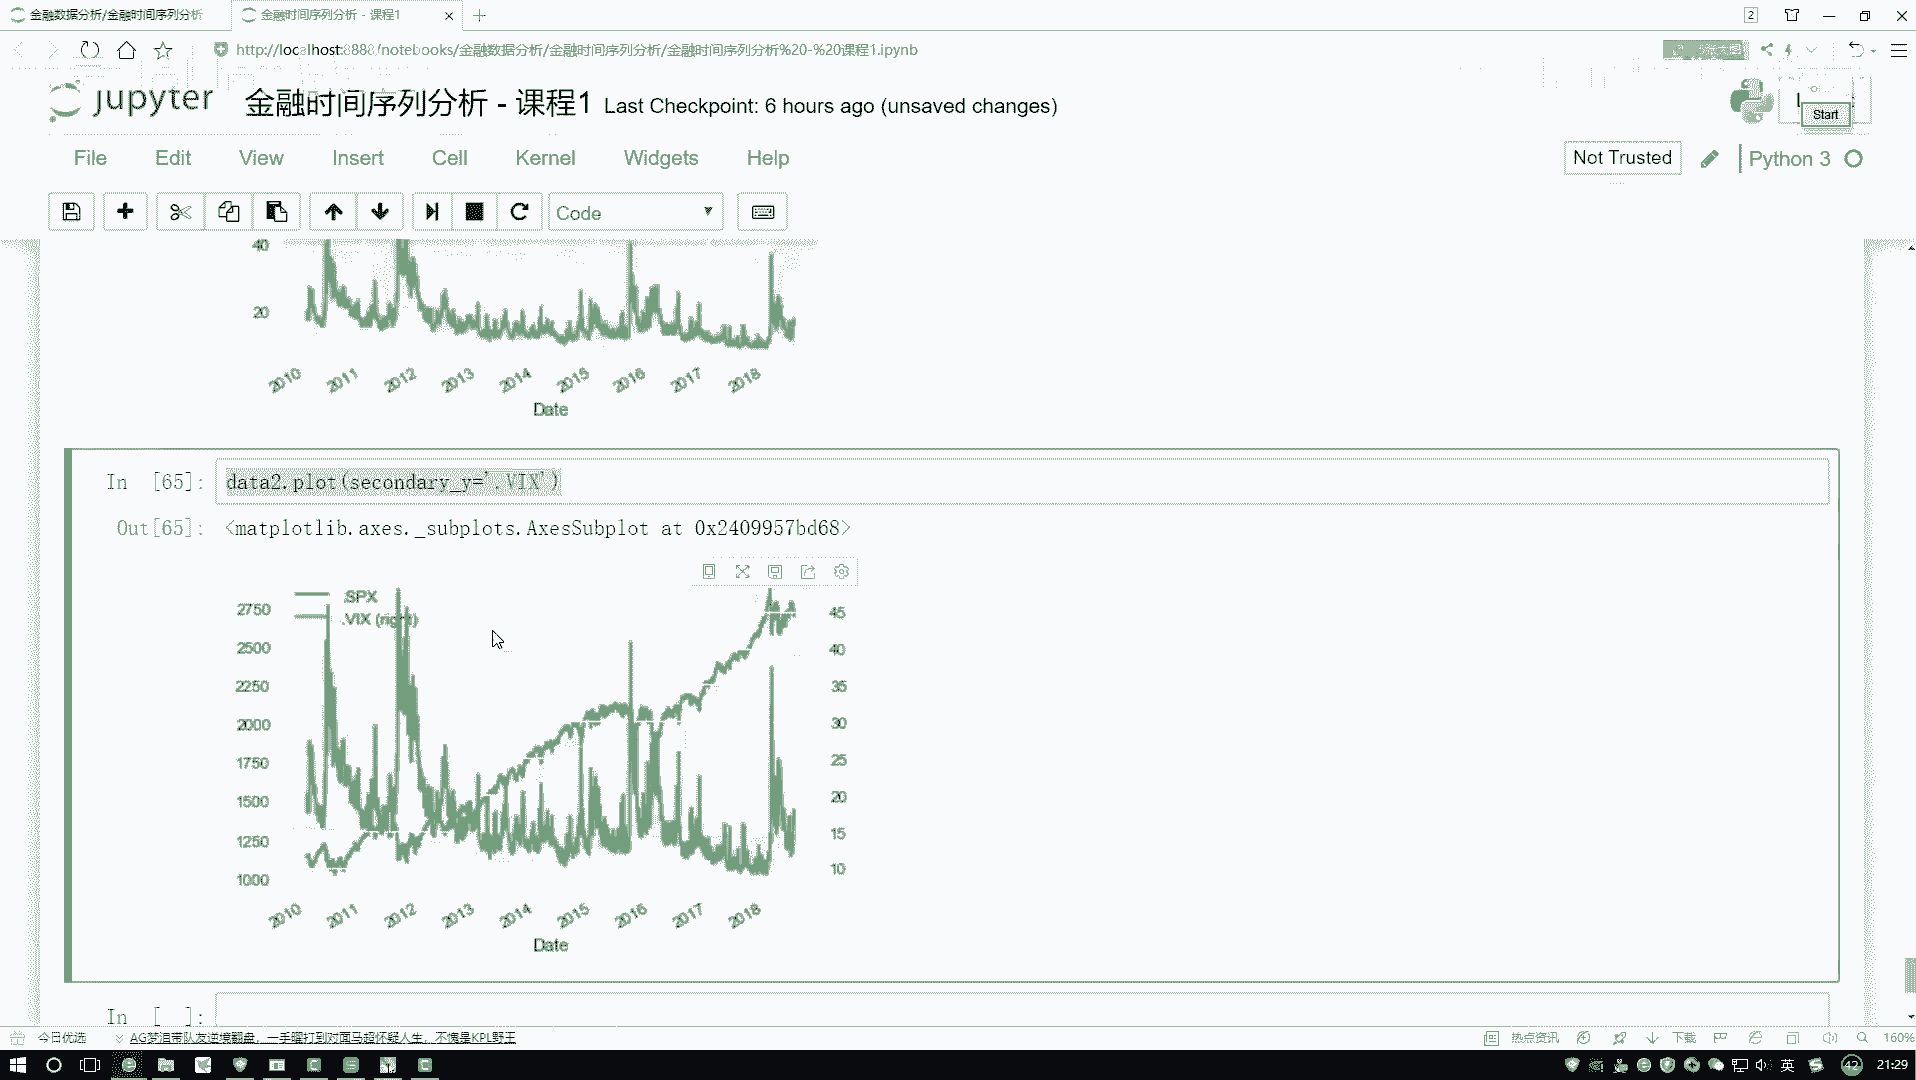 金融数据分析/金融时间序列分析
金融时间序列分析 - 课程1
2
http://localhost:8888/notebooks/金融数据分析/金融时间序列分析/金融时间序列分析%20-%20课程1.ipynb
jupyter 金融时间序列分析 - 课程1 Last Checkpoint: 6 hours ago (unsaved changes)
Start
File Edit View Insert Cell Kernel Widgets Help
Not Trusted
Python 3
Code
40
20
2010 2011 2012 2013 2014 2015 2016 2017 2018
Date
In [65]: data2.plot(secondary_y='.VIX')
Out[65]: <matplotlib.axes._subplots.AxesSubplot at 0x2409957bd68>
.SPX
.VIX (right)
2750 45
2500 40
2250 35
2000 30
1750 25
1500 20
1250 15
1000 10
2010 2011 2012 2013 2014 2015 2016 2017 2018
Date
In [ ]:
今日优选
AG梦泪带队友逆境翻盘，一手曜打到对面马超怀疑人生，不愧是KPL野王
热点资讯
下载
160%
英
42
21:29